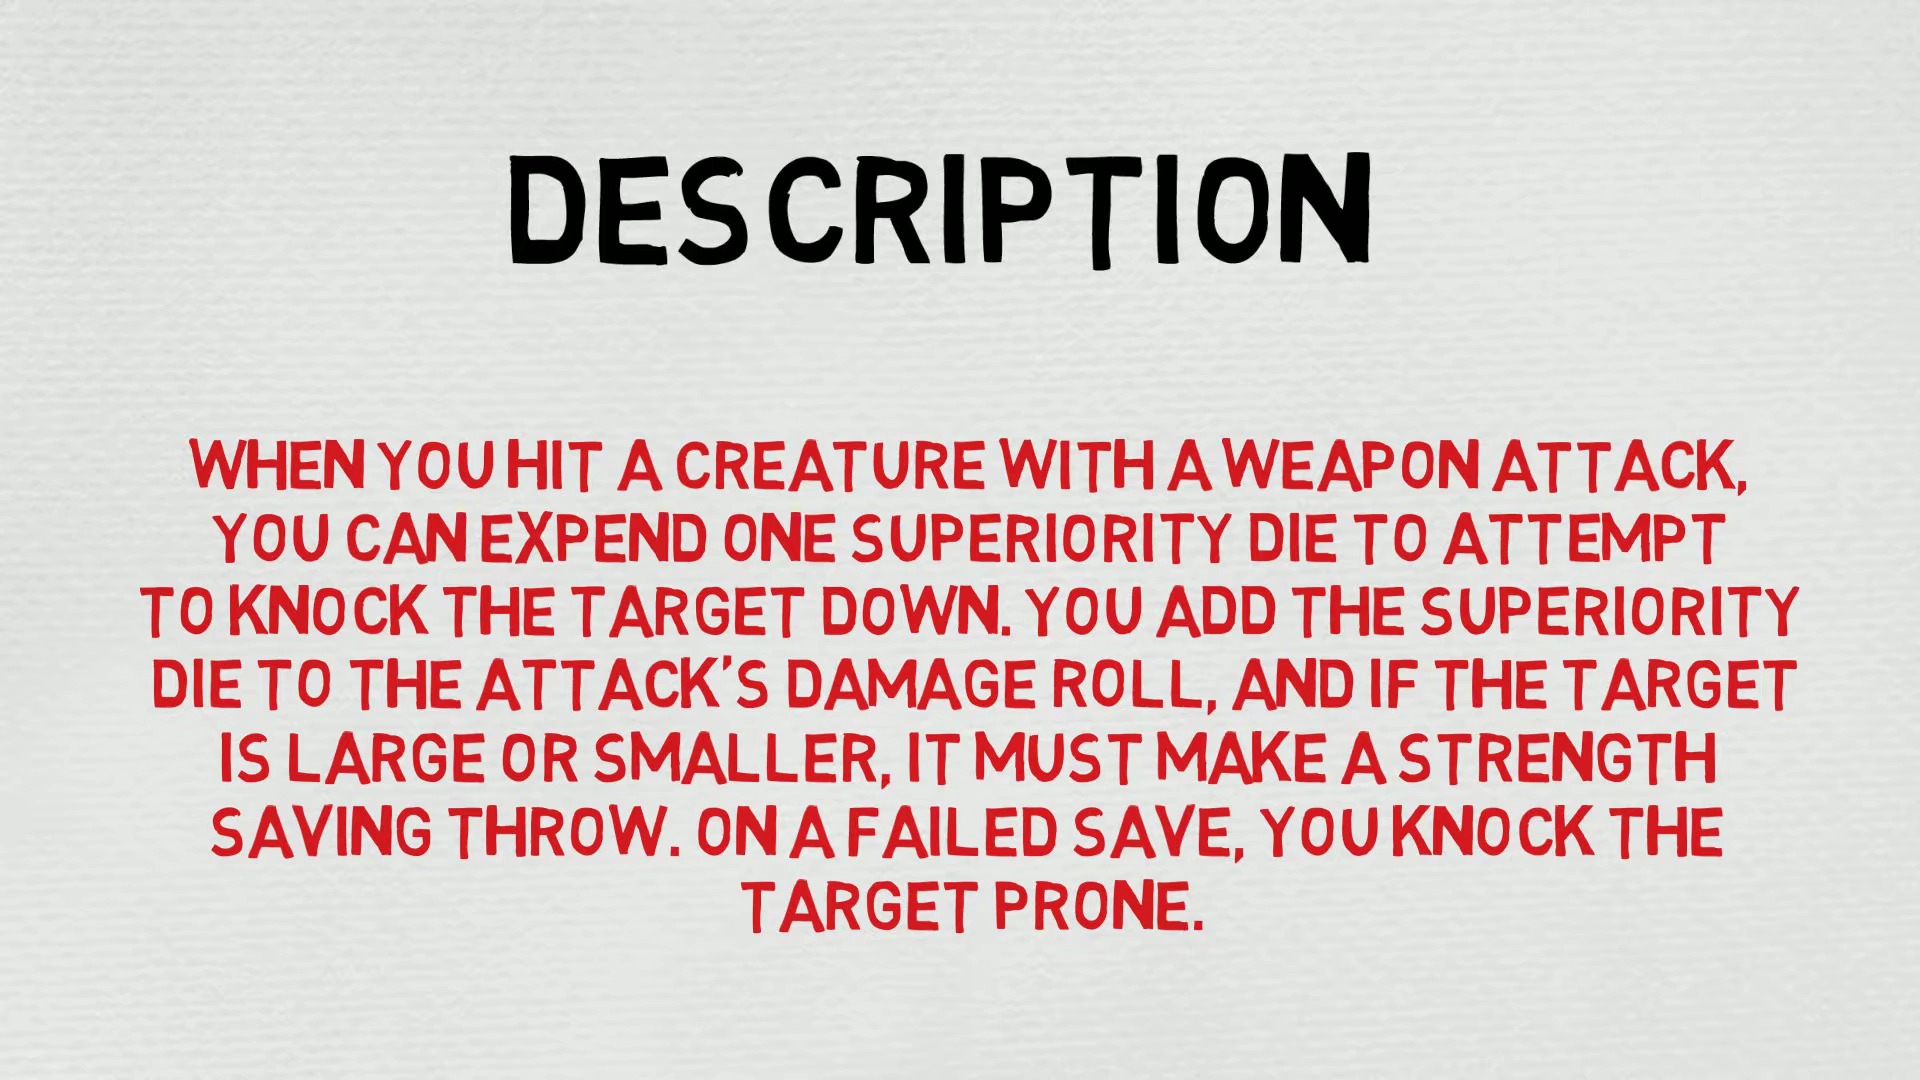 DESCRIPTION
WHEN YOU HIT A CREATURE WITH A WEAPON ATTACK,
YOU CAN EXPEND ONE SUPERIORITY DIE TO ATTEMPT
TO KNOCK THE TARGET DOWN. YOU ADD THE SUPERIORITY
DIE TO THE ATTACK'S DAMAGE ROLL, AND IF THE TARGET
IS LARGE OR SMALLER, IT MUST MAKE A STRENGTH
SAVING THROW. ON A FAILED SAVE, YOU KNOCK THE
TARGET PRONE.